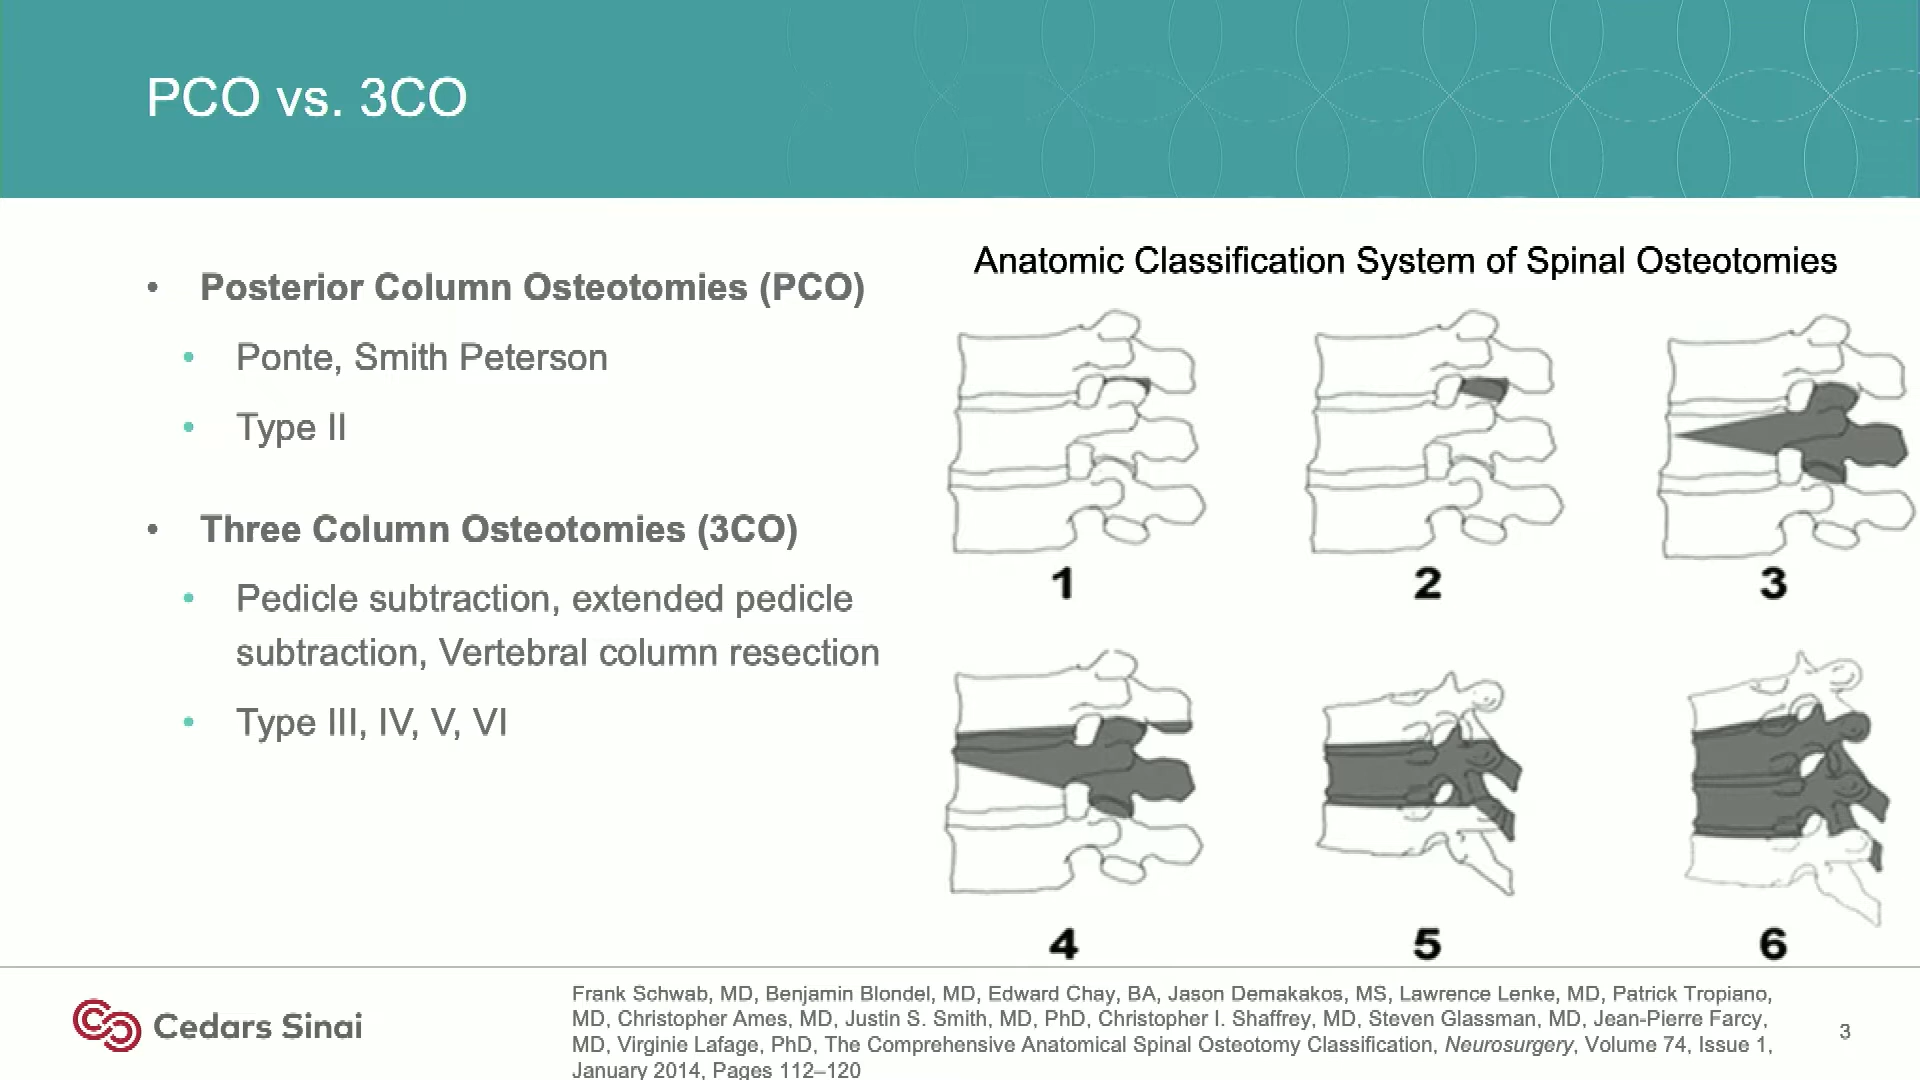 PCO vs. 3CO
• Posterior Column Osteotomies (PCO)
• Ponte, Smith Peterson
• Type II
• Three Column Osteotomies (3CO)
• Pedicle subtraction, extended pedicle
subtraction, Vertebral column resection
• Type III, IV, V, VI
Anatomic Classification System of Spinal Osteotomies
1
2
3
4
5
6
Cedars Sinai
Frank Schwab, MD, Benjamin Blondel, MD, Edward Chay, BA, Jason Demakakos, MS, Lawrence Lenke, MD, Patrick Tropiano,
MD, Christopher Ames, MD, Justin S. Smith, MD, PhD, Christopher I. Shaffrey, MD, Steven Glassman, MD, Jean-Pierre Farcy,
MD, Virginie Lafage, PhD, The Comprehensive Anatomical Spinal Osteotomy Classification, Neurosurgery, Volume 74, Issue 1,
January 2014, Pages 112–120
3